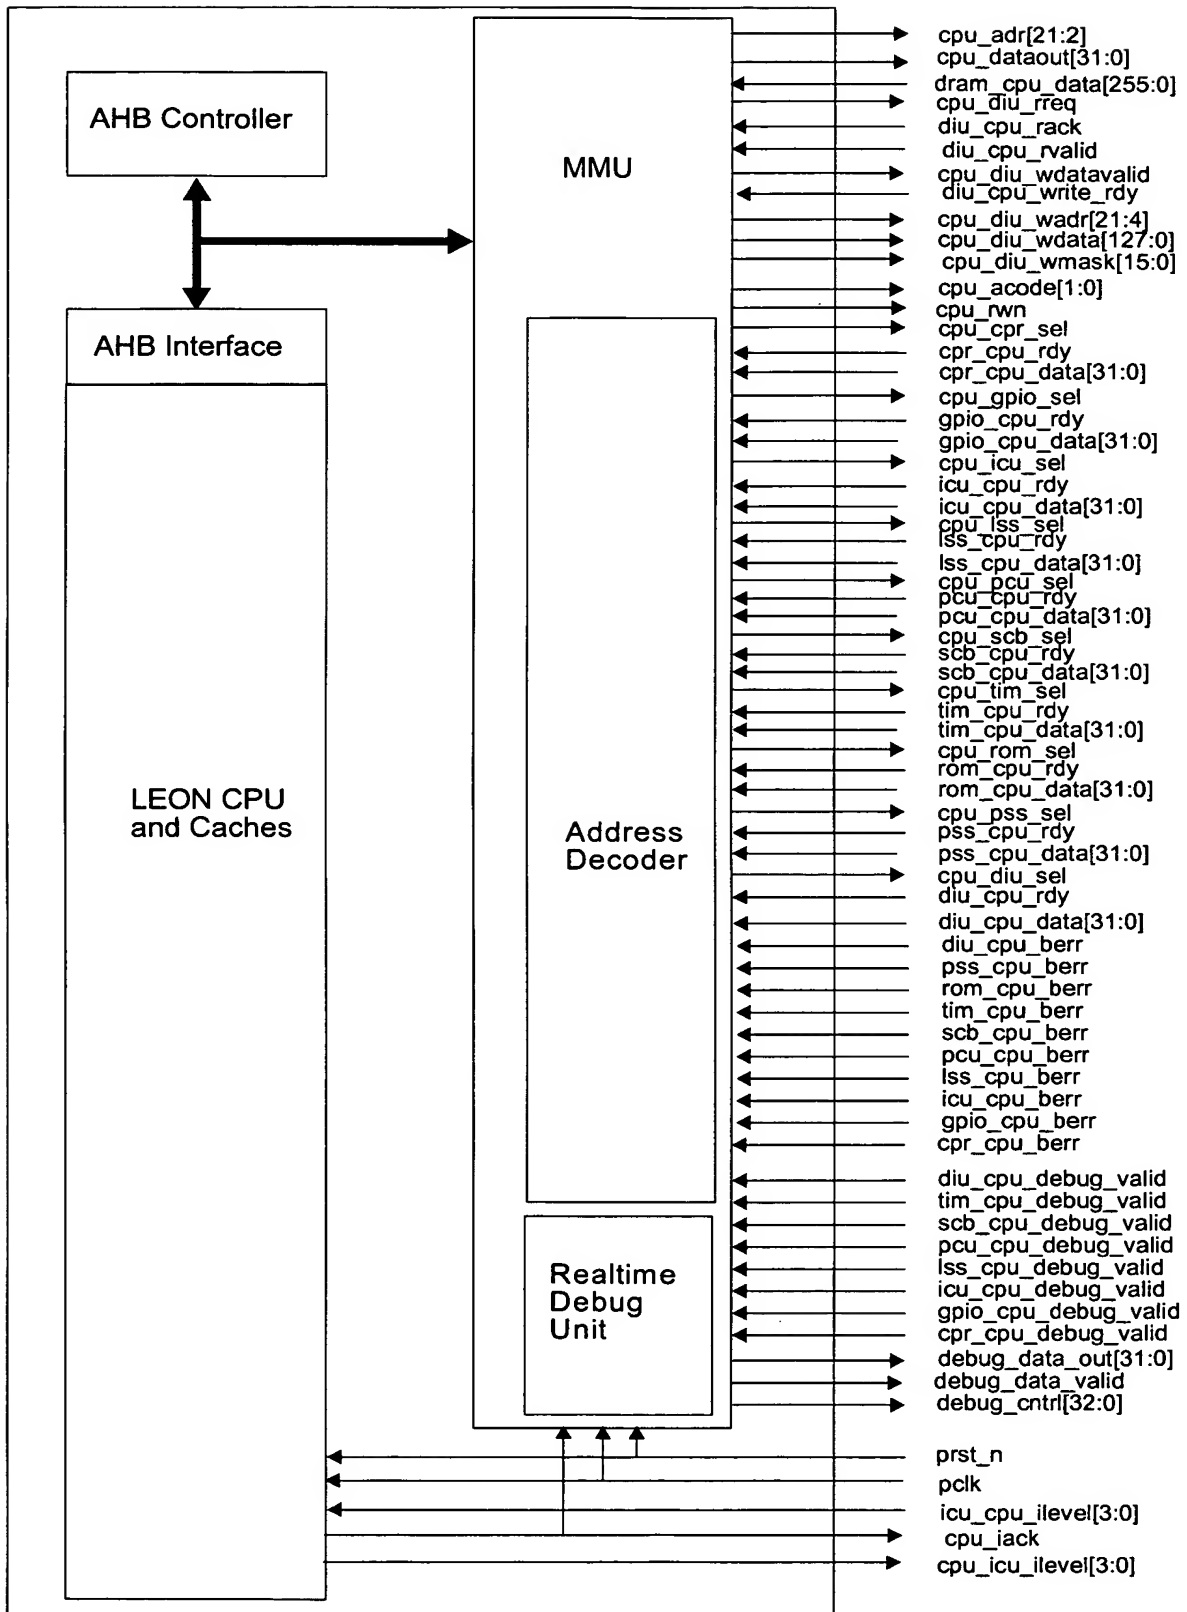 AHB Controller
AHB Interface
LEON CPU
and Caches
MMU
Address
Decoder
Realtime
Debug
Unit
cpu_adr[21:2]
cpu_dataout[31:0]
dram_cpu_data[255:0]
cpu_diu_rreq
diu_cpu_rack
diu_cpu_rvalid
cpu_diu_wdatavalid
diu_cpu_write_rdy
cpu_diu_wadr[21:4]
cpu_diu_wdata[127:0]
cpu_diu_wmask[15:0]
cpu_acode[1:0]
cpu_rwn
cpu_cpr_sel
cpr_cpu_rdy
cpr_cpu_data[31:0]
cpu_gpio_sel
gpio_cpu_rdy
gpio_cpu_data[31:0]
cpu_icu_sel
icu_cpu_rdy
icu_cpu_data[31:0]
cpu_lss_sel
lss_cpu_rdy
lss_cpu_data[31:0]
cpu_pcu_sel
pcu_cpu_rdy
pcu_cpu_data[31:0]
cpu_scb_sel
scb_cpu_rdy
scb_cpu_data[31:0]
cpu_tim_sel
tim_cpu_rdy
tim_cpu_data[31:0]
cpu_rom_sel
rom_cpu_rdy
rom_cpu_data[31:0]
cpu_pss_sel
pss_cpu_rdy
pss_cpu_data[31:0]
cpu_diu_sel
diu_cpu_rdy
diu_cpu_data[31:0]
diu_cpu_berr
pss_cpu_berr
rom_cpu_berr
tim_cpu_berr
scb_cpu_berr
pcu_cpu_berr
lss_cpu_berr
icu_cpu_berr
gpio_cpu_berr
cpr_cpu_berr
diu_cpu_debug_valid
tim_cpu_debug_valid
scb_cpu_debug_valid
pcu_cpu_debug_valid
lss_cpu_debug_valid
icu_cpu_debug_valid
gpio_cpu_debug_valid
cpr_cpu_debug_valid
debug_data_out[31:0]
debug_data_valid
debug_cntrl[32:0]
prst_n
pclk
icu_cpu_ilevel[3:0]
cpu_iack
cpu_icu_ilevel[3:0]